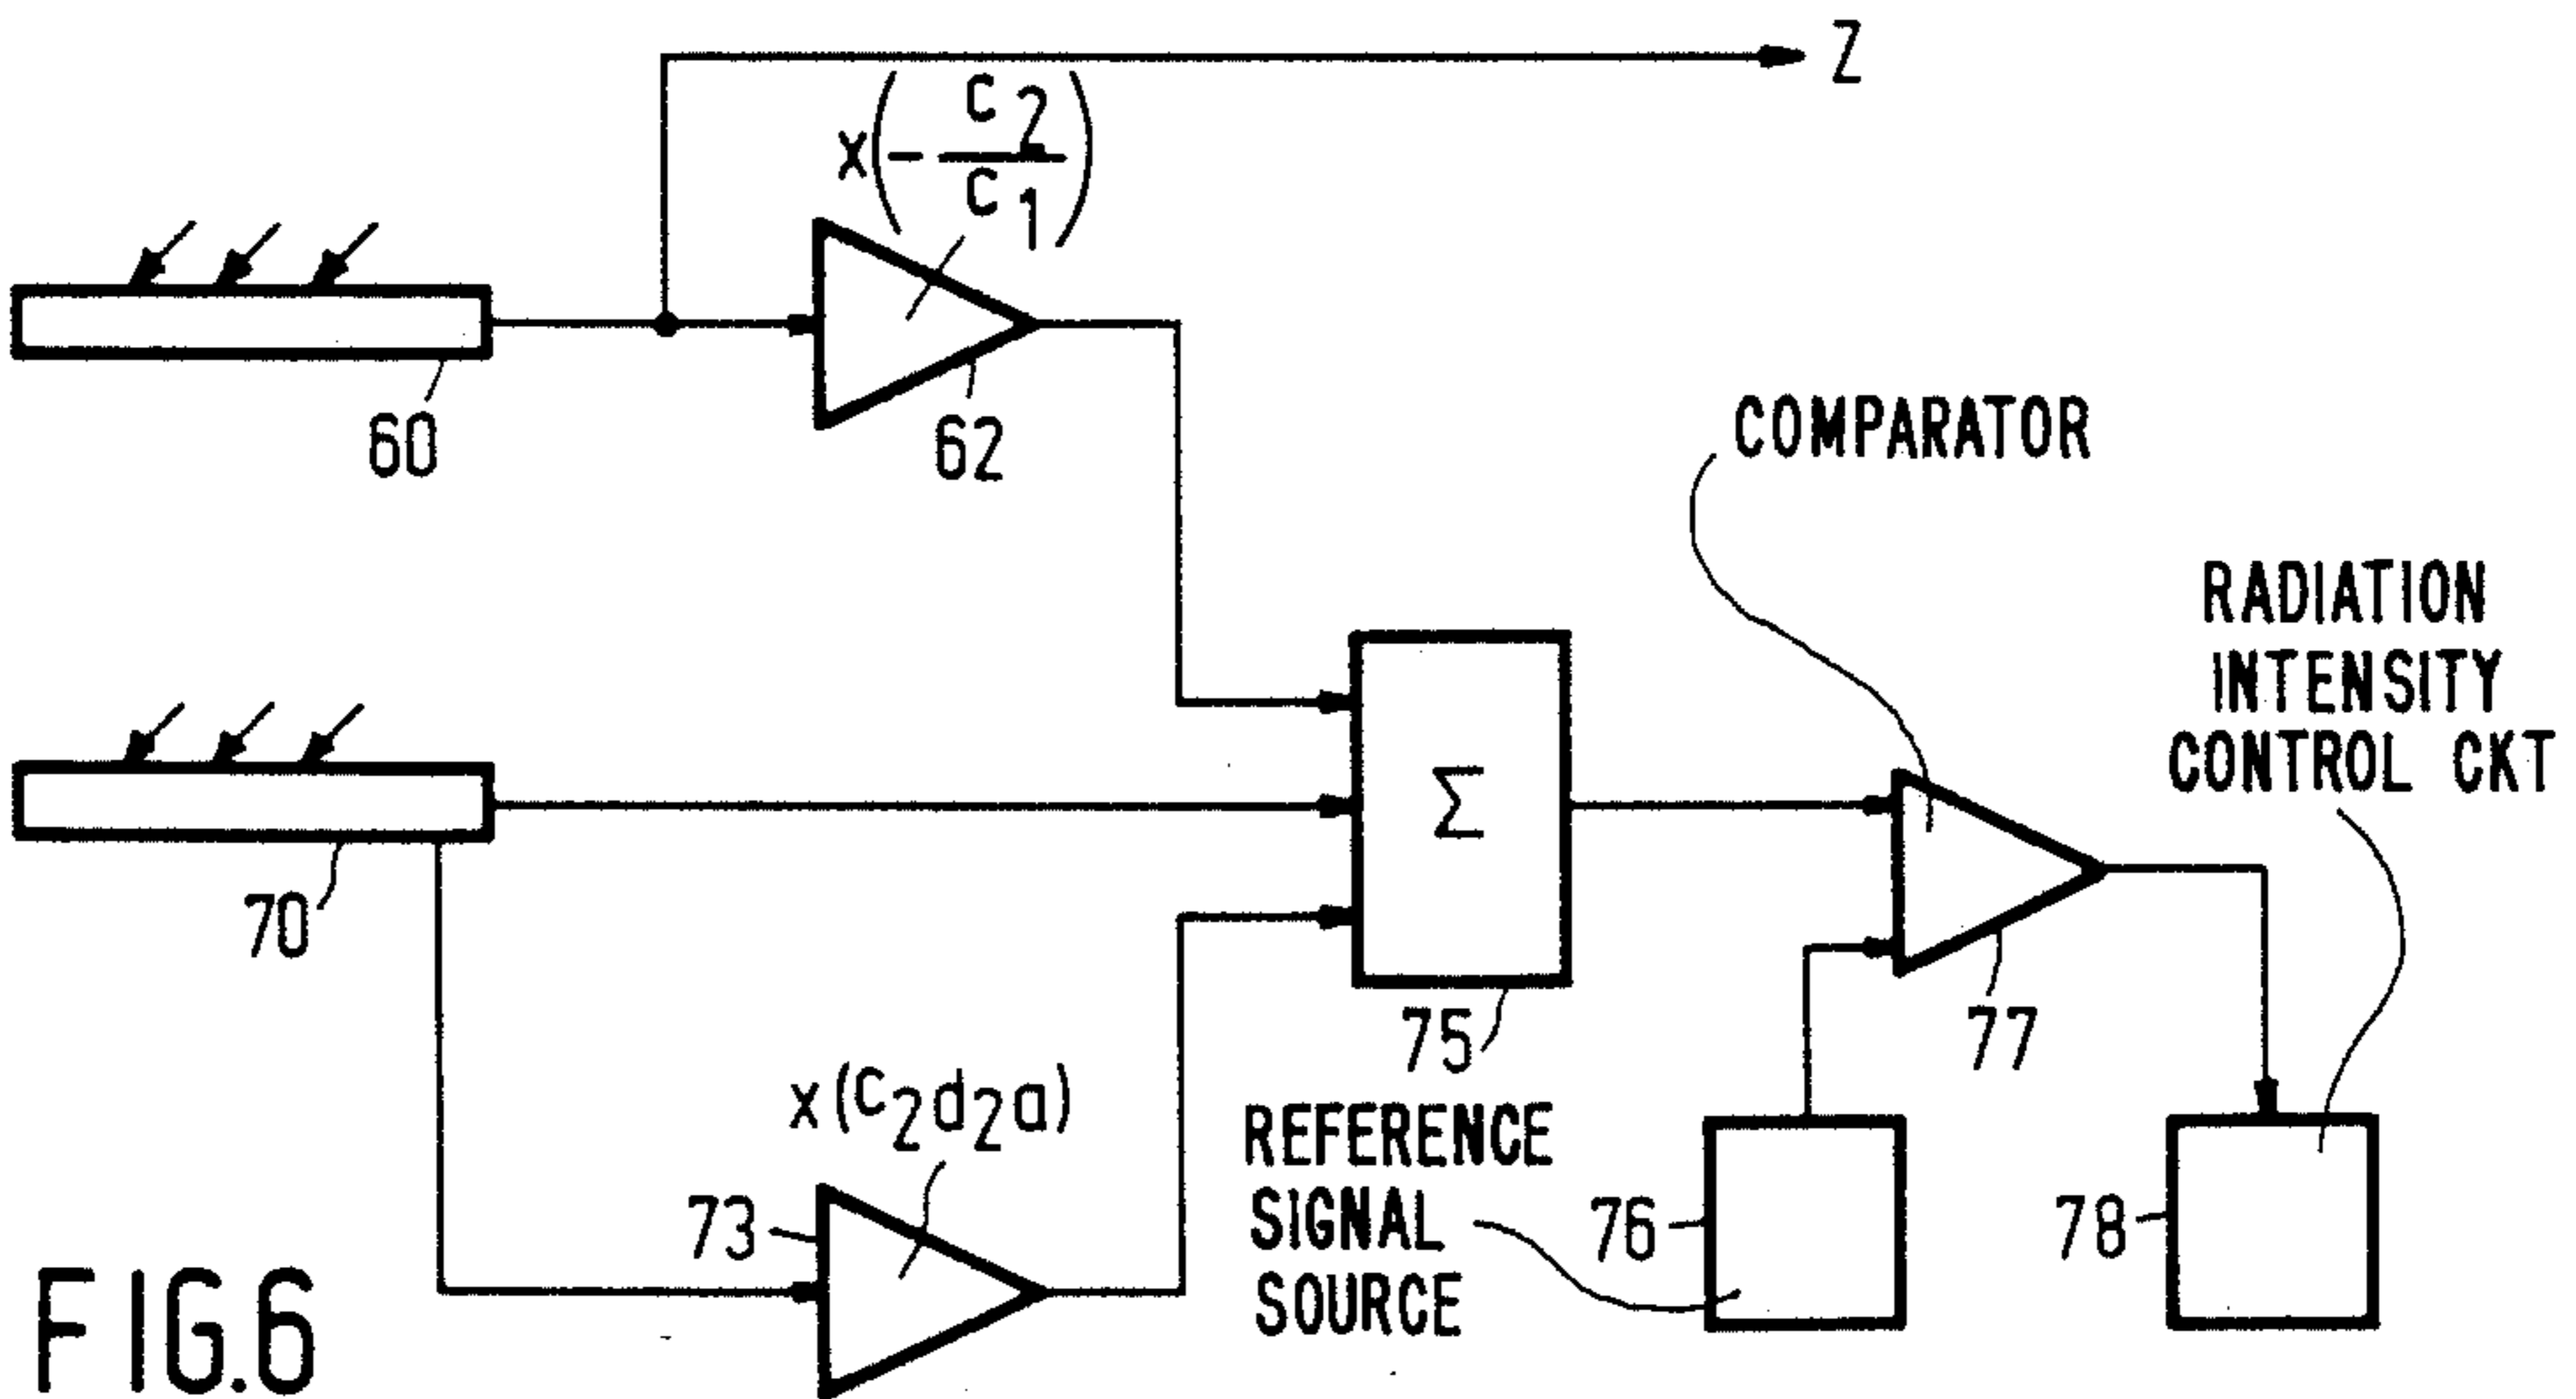 Z
x(- c2/c1)
60
62
COMPARATOR
RADIATION
INTENSITY
CONTROL CKT
70
Σ
75
77
x(c2d2a)
73
REFERENCE
SIGNAL
SOURCE
76
78
FIG.6